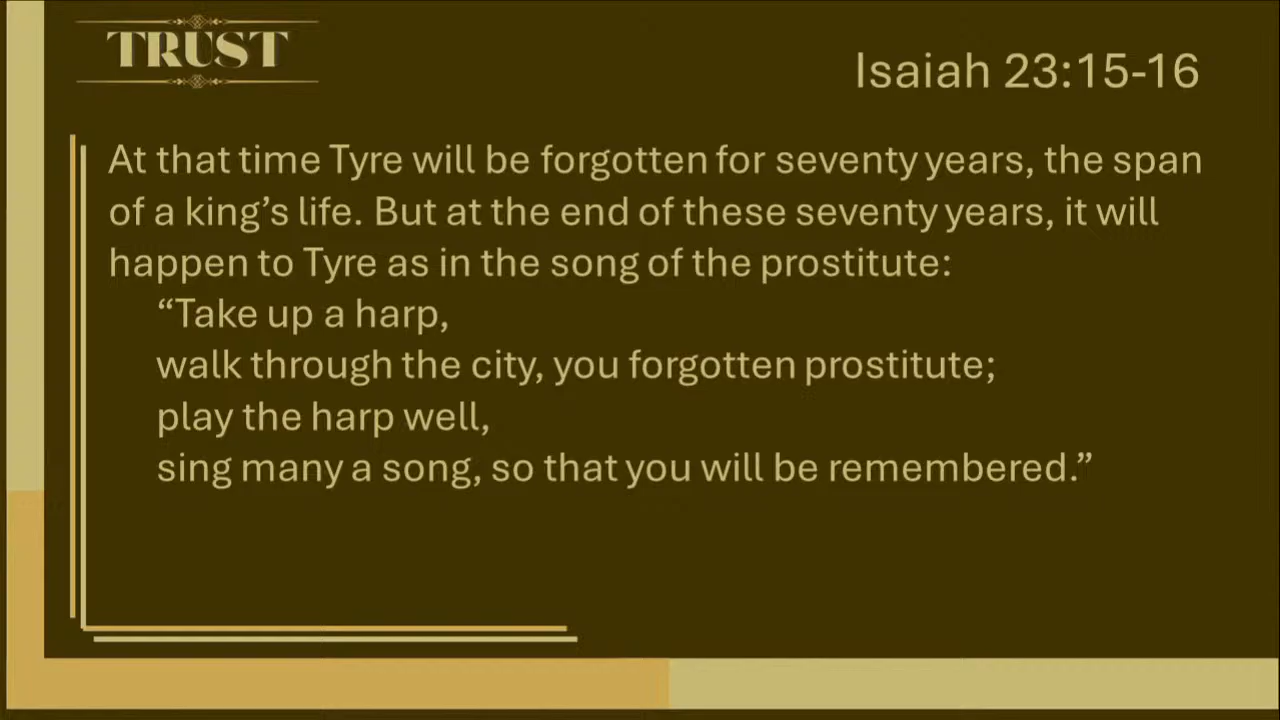 TRUST
Isaiah 23:15-16
At that time Tyre will be forgotten for seventy years, the span
of a king’s life. But at the end of these seventy years, it will
happen to Tyre as in the song of the prostitute:
“Take up a harp,
walk through the city, you forgotten prostitute;
play the harp well,
sing many a song, so that you will be remembered.”